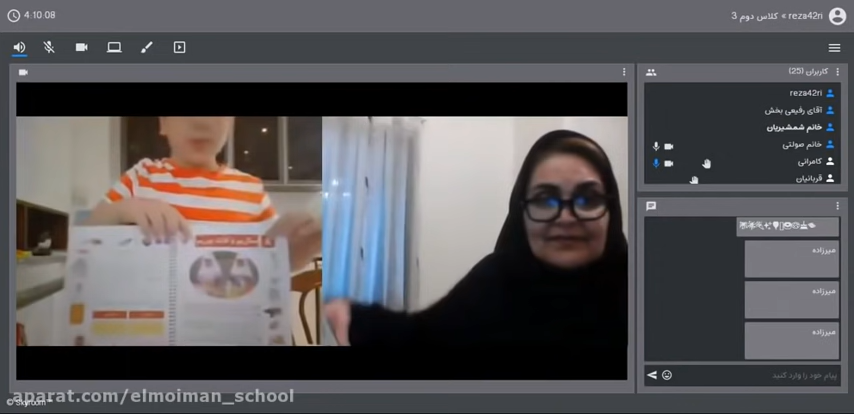 4:10:08
reza42ri » کلاس دوم 3
کاربران (25)
reza42ri
آقای رفیعی بخش
خانم شمشیریان
خانم صولتی
کامرانی
قربانیان
میرزاده
میرزاده
میرزاده
پیام خود را وارد کنید
aparat.com/elmoiman_school
© Skyroom